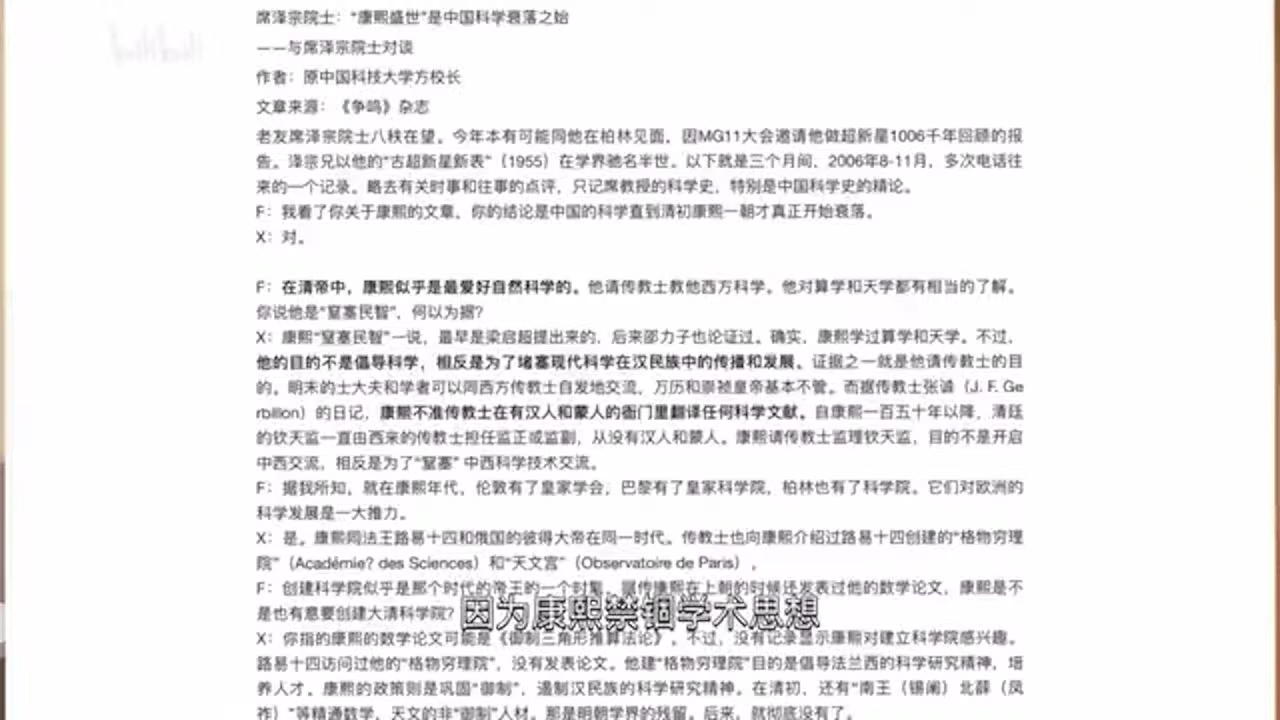 bilibili
席泽宗院士：“康熙盛世”是中国科学衰落之始
——与席泽宗院士对谈
作者：原中国科技大学方校长
文章来源：《争鸣》杂志
老友席泽宗院士八秩在望。今年本有可能同他在柏林见面，因MG11大会邀请他做超新星1006千年回顾的报
告。泽宗兄以他的“古超新星新表”（1955）在学界驰名半世。以下就是三个月间，2006年8-11月，多次电话往
来的一个记录。略去有关时事和往事的点评，只记席教授的科学史，特别是中国科学史的精论。
F：我看了你关于康熙的文章。你的结论是中国的科学直到清初康熙一朝才真正开始衰落。
X：对。
F：在清帝中，康熙似乎是最爱好自然科学的。他请传教士教他西方科学。他对算学和天学都有相当的了解。
你说他是“窒塞民智”，何以为据？
X：康熙“窒塞民智”一说，最早是梁启超提出来的，后来邵力子也论证过。确实，康熙学过算学和天学。不过，
他的目的不是倡导科学，相反是为了堵塞现代科学在汉民族中的传播和发展。证据之一就是他请传教士的目
的。明末的士大夫和学者可以同西方传教士自发地交流，万历和崇祯皇帝基本不管。而据传教士张诚（J. F. Ge
rbillon）的日记，康熙不准传教士在有汉人和蒙人的衙门里翻译任何科学文献。自康熙一百五十年以降，清廷
的钦天监一直由西来的传教士担任监正或监副，从没有汉人和蒙人。康熙请传教士监理钦天监，目的不是开启
中西交流，相反是为了“窒塞” 中西科学技术交流。
F：据我所知，就在康熙年代，伦敦有了皇家学会，巴黎有了皇家科学院，柏林也有了科学院。它们对欧洲的
科学发展是一大推力。
X：是。康熙同法王路易十四和俄国的彼得大帝在同一时代。传教士也向康熙介绍过路易十四创建的“格物穷理
院”（Académie? des Sciences）和“天文宫”（Observatoire de Paris）。
F：创建科学院似乎是那个时代的帝王的一个时髦。据传康熙在上朝的时候还发表过他的数学论文，康熙是不
是也有意要创建大清科学院？
因为康熙禁锢学术思想
X：你指的康熙的数学论文可能是《御制三角形推算法论》。不过，没有记录显示康熙对建立科学院感兴趣。
路易十四访问过他的“格物穷理院”，没有发表论文。他建“格物穷理院”目的是倡导法兰西的科学研究精神，培
养人才。康熙的政策则是巩固“御制”，遏制汉民族的科学研究精神。在清初，还有“南王（锡阐）北薛（凤
祚）”等精通数学、天文的非“御制”人材。那是明朝学界的残留。后来，就彻底没有了。